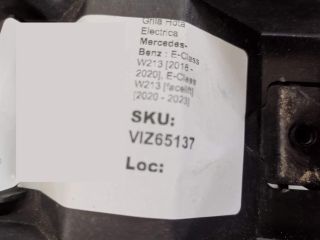 Grila Hota
Electrica
Mercedes-
Benz : E-Class
W213 [2016 -
2020], E-Class
W213 [facelift]
[2020 - 2023]
SKU:
VIZ65137
Loc: